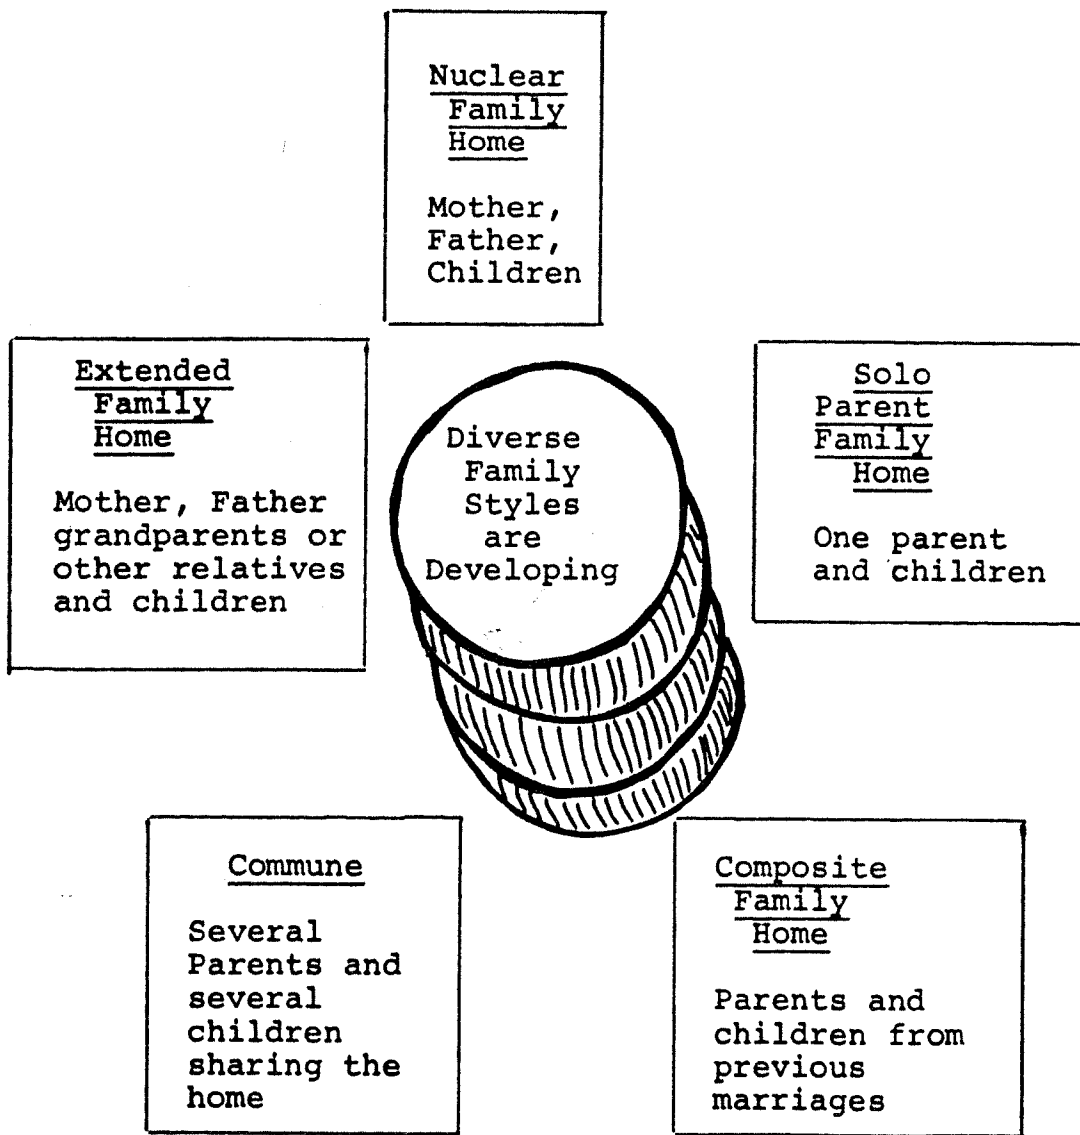 Nuclear
Family
Home
Mother,
Father,
Children
Extended
Family
Home
Mother, Father
grandparents or
other relatives
and children
Diverse
Family
Styles
are
Developing
Solo
Parent
Family
Home
One parent
and children
Commune
Several
Parents and
several
children
sharing the
home
Composite
Family
Home
Parents and
children from
previous
marriages